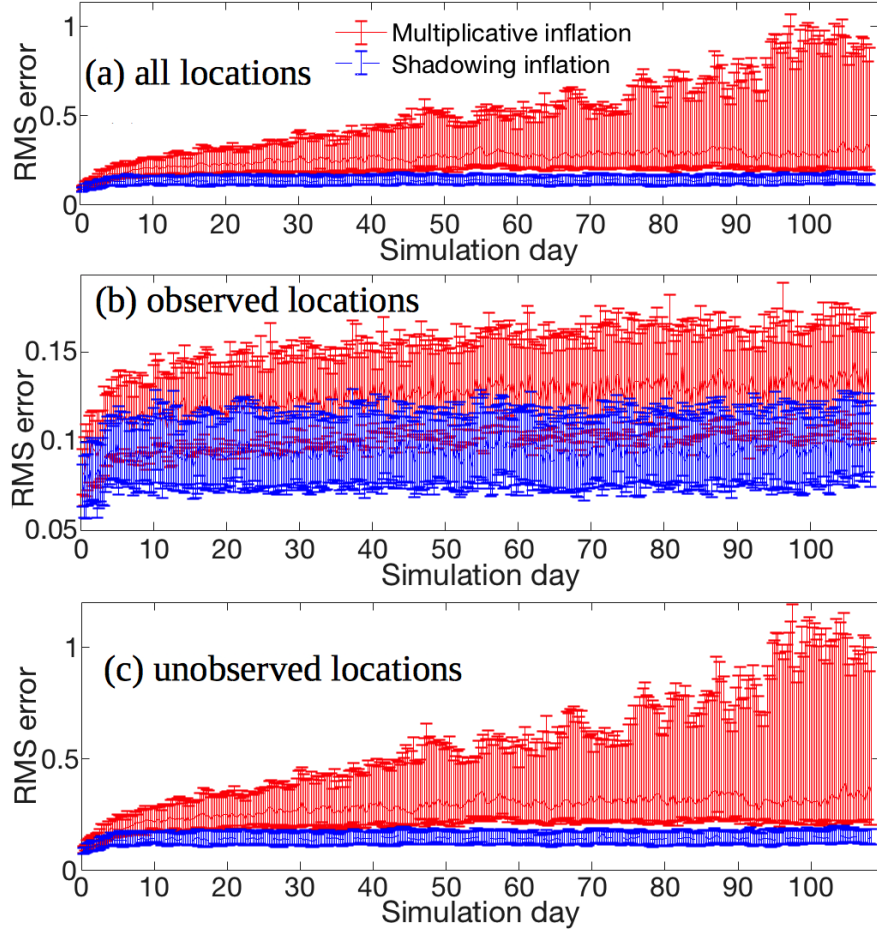 1
Multiplicative inflation
(a) all locations
Shadowing inflation
RMS error
0.5
0
0 10 20 30 40 50 60 70 80 90 100
Simulation day
(b) observed locations
RMS error
0.15
0.1
0.05
0 10 20 30 40 50 60 70 80 90 100
Simulation day
1
(c) unobserved locations
RMS error
0.5
0
0 10 20 30 40 50 60 70 80 90 100
Simulation day